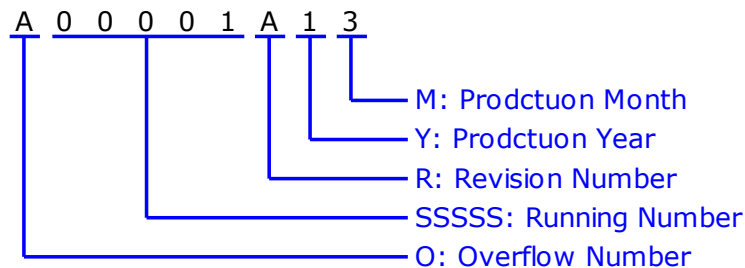 A 0 0 0 0 1 A 1 3
M: Prodctuon Month
Y: Prodctuon Year
R: Revision Number
SSSSS: Running Number
O: Overflow Number